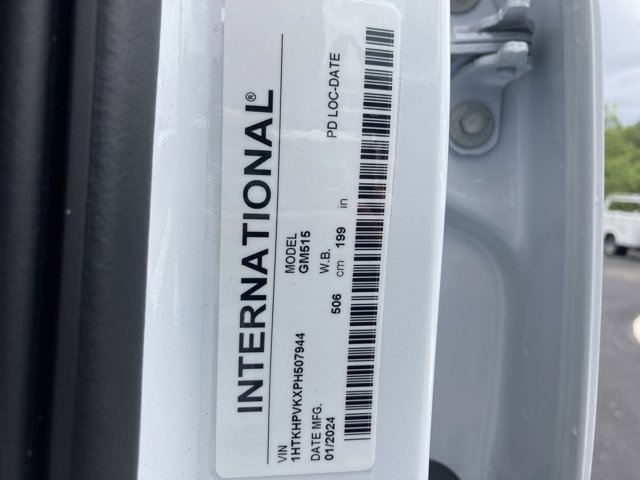 INTERNATIONAL®
VIN MODEL
1HTKHPVKXPH507944 GM515
DATE MFG. W.B. PD LOC-DATE
01/2024 506 cm 199 in